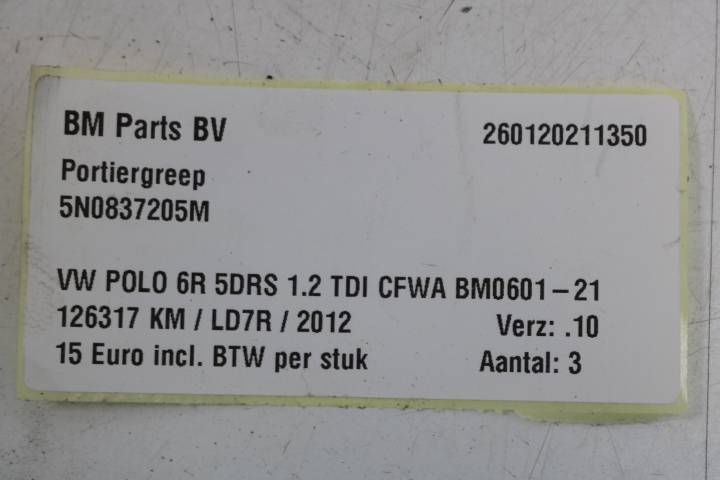 BM Parts BV 260120211350
Portiergreep
5N0837205M
VW POLO 6R 5DRS 1.2 TDI CFWA BM0601-21
126317 KM / LD7R / 2012 Verz: .10
15 Euro incl. BTW per stuk Aantal: 3